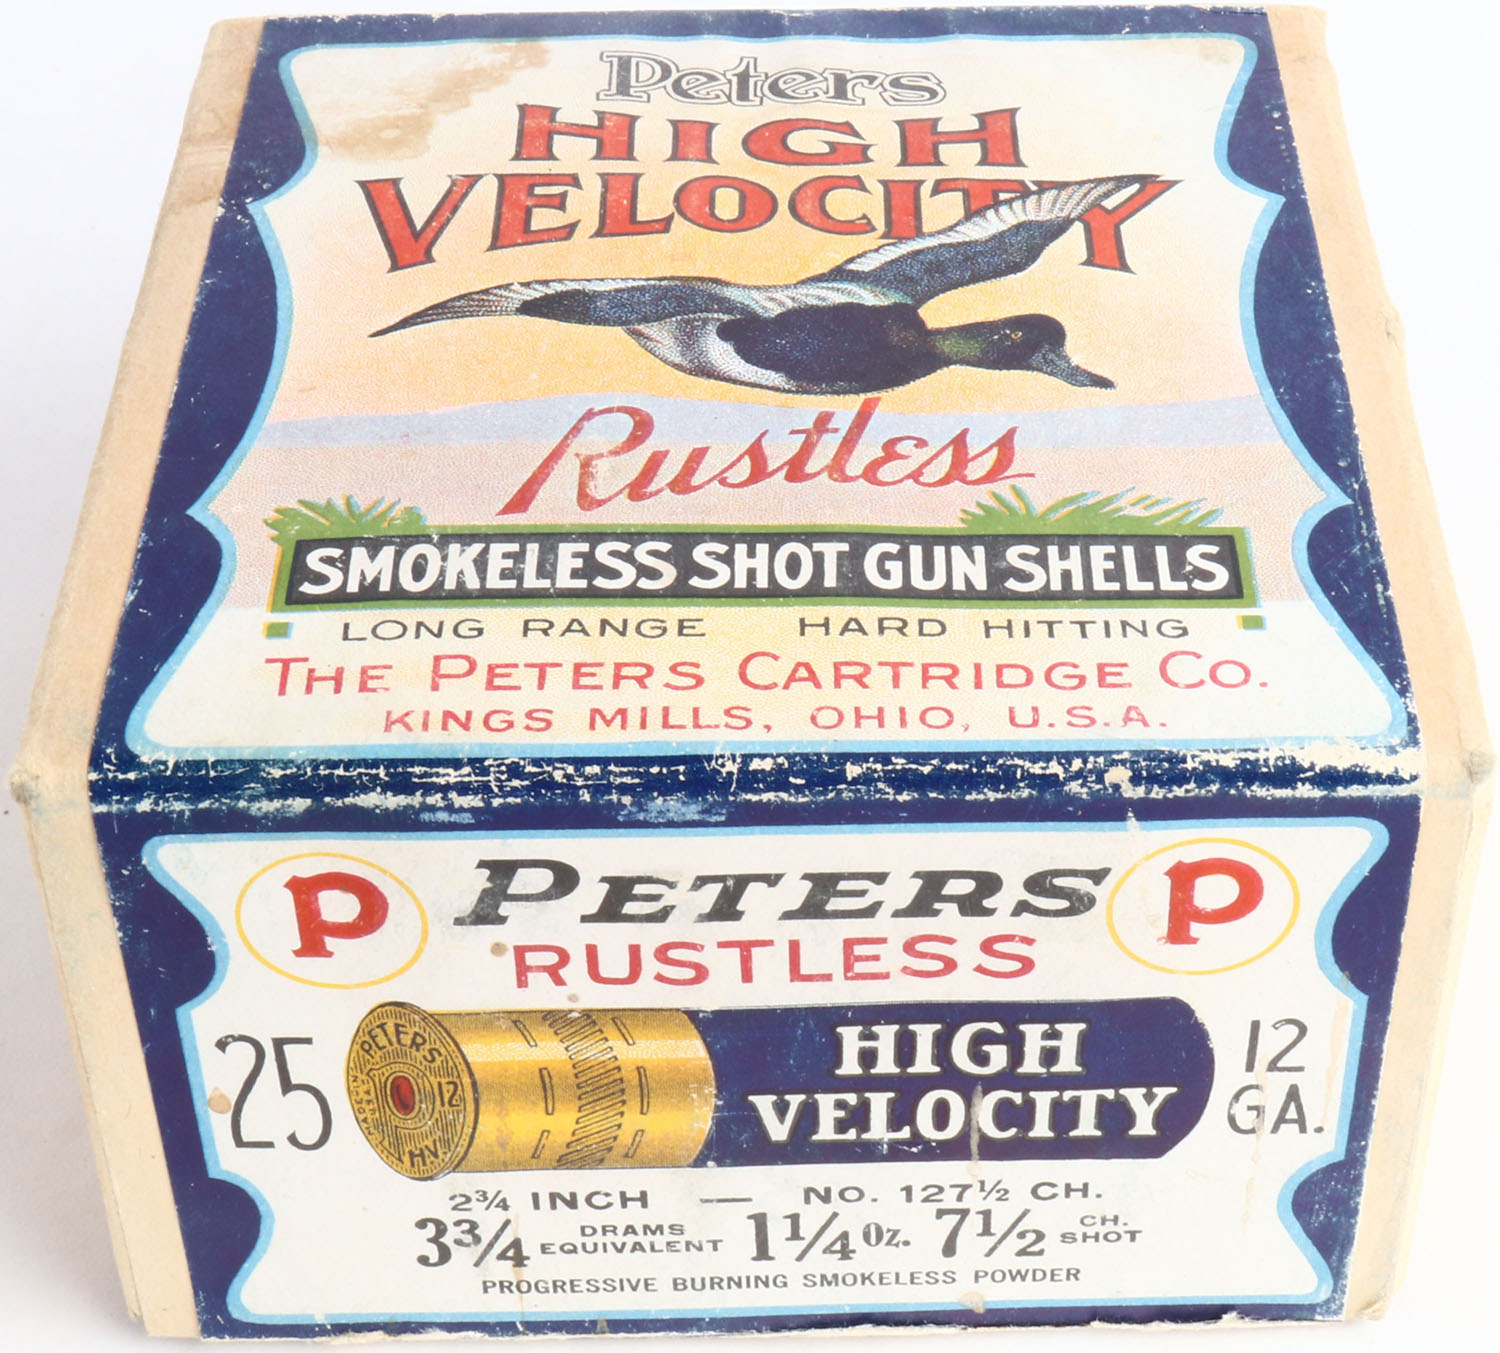 Peters
HIGH
VELOCITY
Rustless
SMOKELESS SHOT GUN SHELLS
LONG RANGE HARD HITTING
THE PETERS CARTRIDGE CO.
KINGS MILLS, OHIO, U.S.A.
P PETERS P
RUSTLESS
25 PETERS 12 H.V. HIGH VELOCITY 12 GA.
2¾ INCH — NO. 127½ CH.
3¾ DRAMS EQUIVALENT 1¼ Oz. 7½ CH. SHOT
PROGRESSIVE BURNING SMOKELESS POWDER